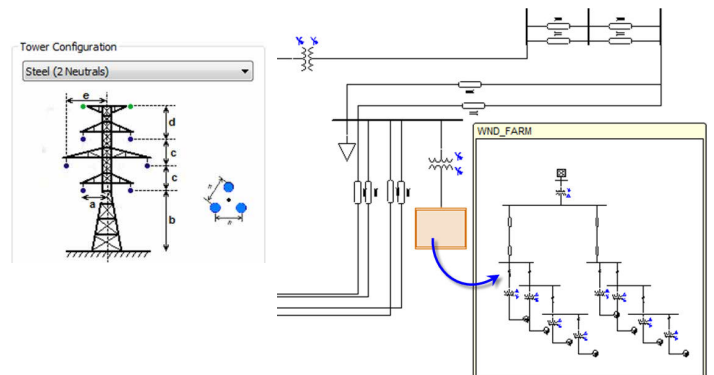 Tower Configuration
Steel (2 Neutrals)
e
d
c
c
a
b
n
n
WND_FARM